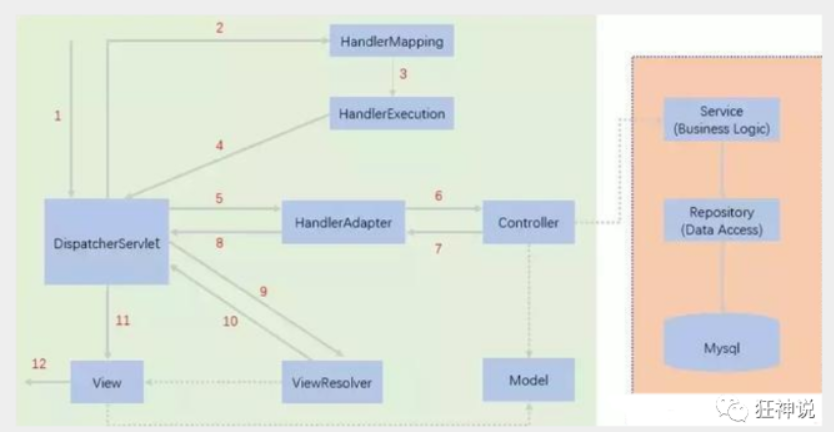 2
HandlerMapping
3
1
HandlerExecution
4
Service
(Business Logic)
5
6
DispatcherServlet
HandlerAdapter
Controller
Repository
(Data Access)
8
7
9
10
11
12
View
ViewResolver
Model
Mysql
狂神说